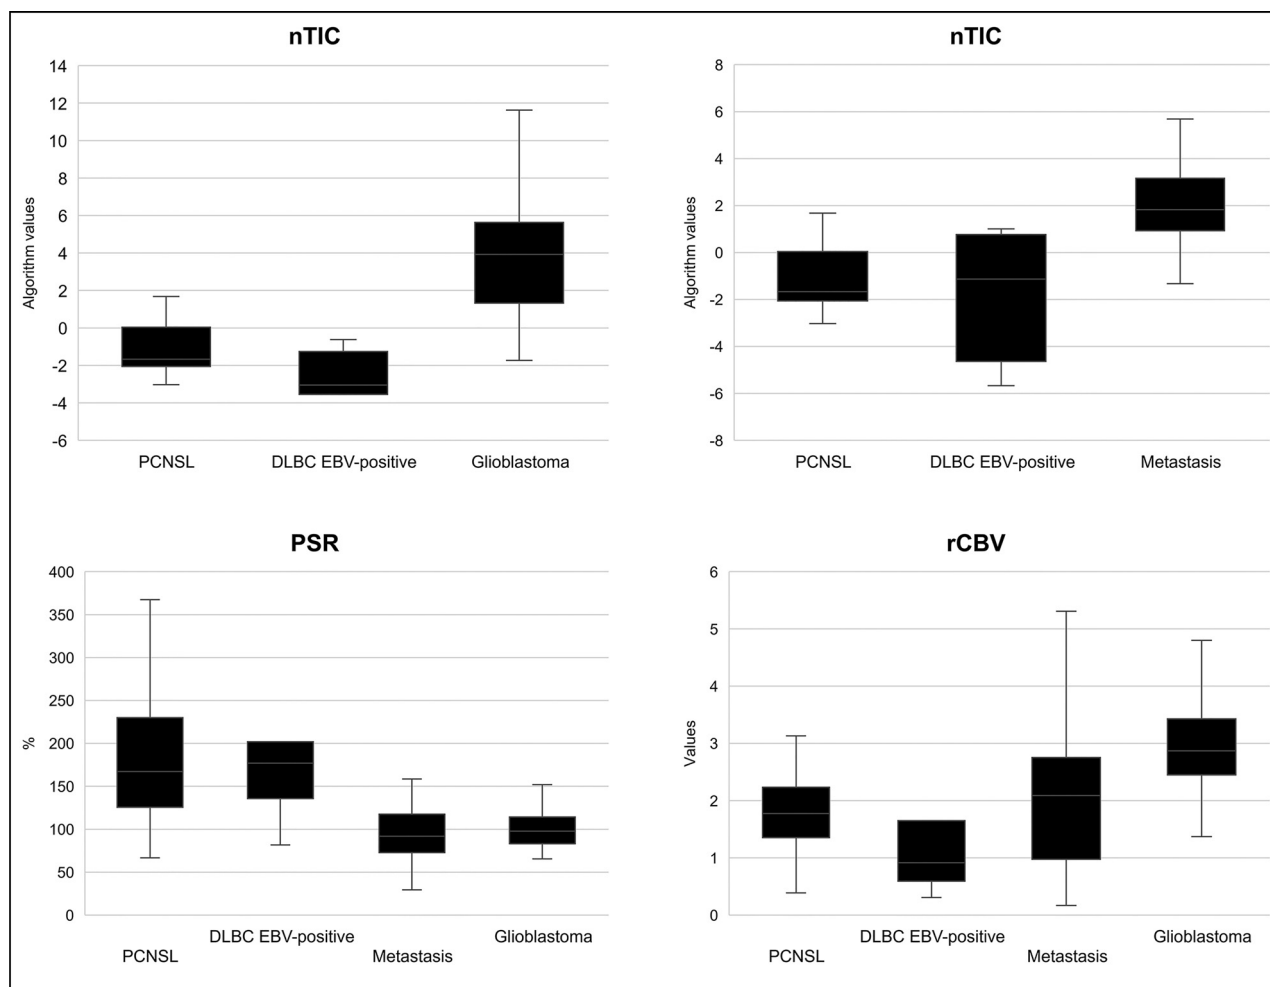 nTIC
14
12
10
8
6
4
2
0
-2
-4
-6
Algorithm values
PCNSL
DLBC EBV-positive
Glioblastoma
nTIC
8
6
4
2
0
-2
-4
-6
-8
Algorithm values
PCNSL
DLBC EBV-positive
Metastasis
PSR
400
350
300
250
200
150
100
50
0
%
PCNSL
DLBC EBV-positive
Metastasis
Glioblastoma
rCBV
6
5
4
3
2
1
0
Values
PCNSL
DLBC EBV-positive
Metastasis
Glioblastoma